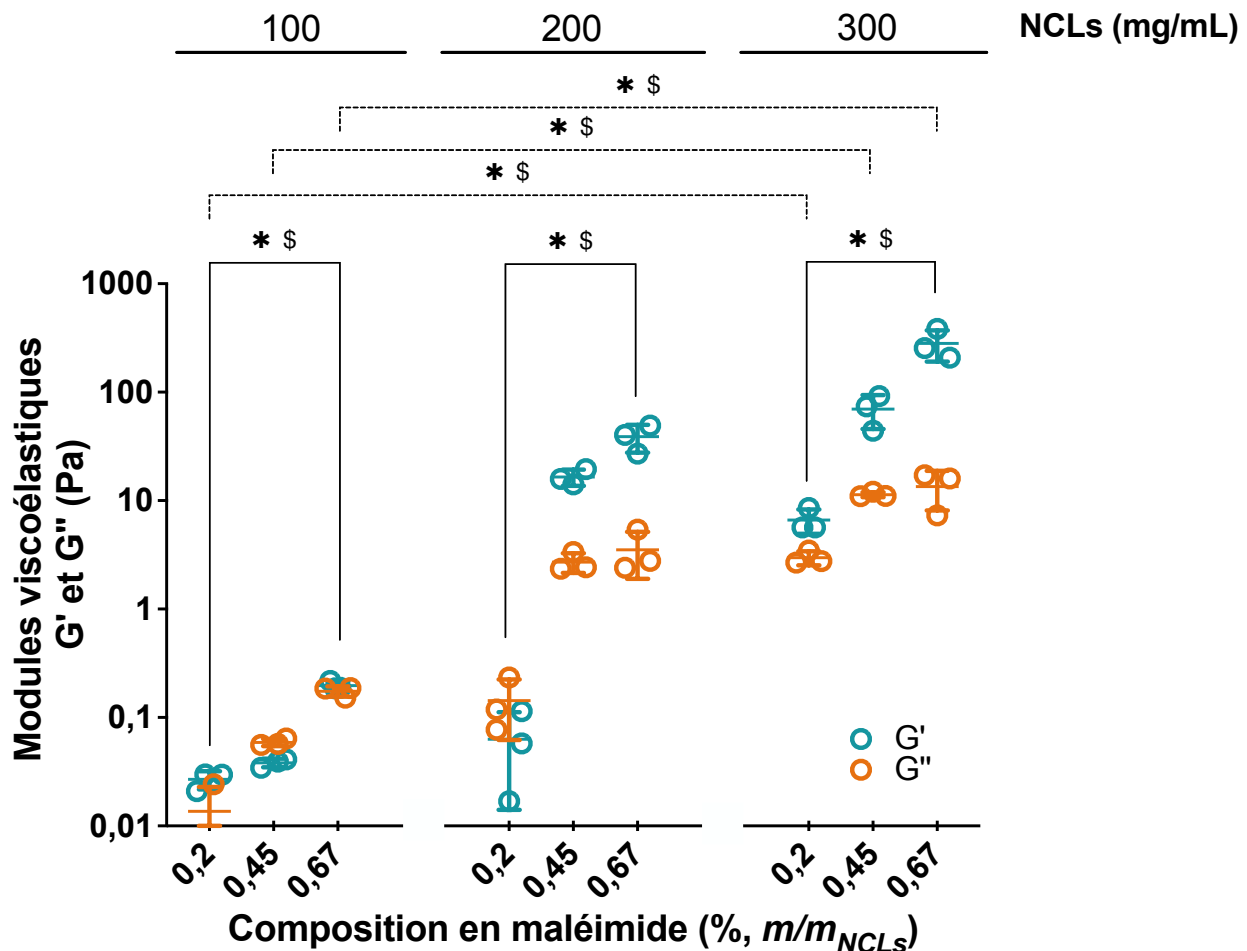 100 200 300 NCLs (mg/mL)
* $
* $
* $
* $ * $ * $
1000
100
10
1
0,1
0,01
Modules viscoélastiques
G' et G'' (Pa)
G'
G''
0,2 0,45 0,67 0,2 0,45 0,67 0,2 0,45 0,67
Composition en maléimide (%, m/mNCLs)